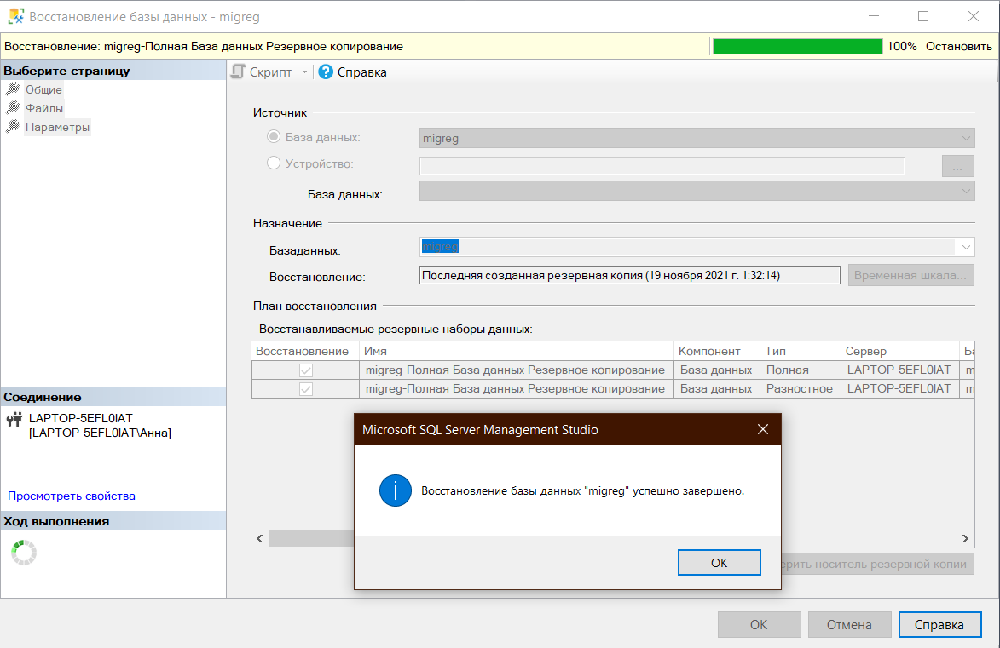 Восстановление базы данных - migreg
Восстановление: migreg-Полная База данных Резервное копирование
100% Остановить
Выберите страницу
Общие
Файлы
Параметры
Скрипт
Справка
Источник
База данных:
migreg
Устройство:
...
База данных:
Назначение
Базаданных:
migreg
Восстановление:
Последняя созданная резервная копия (19 ноября 2021 г. 1:32:14)
Временная шкала...
План восстановления
Восстанавливаемые резервные наборы данных:
Восстановление Имя Компонент Тип Сервер Ба
migreg-Полная База данных Резервное копирование База данных Полная LAPTOP-5EFL0IAT m
migreg-Полная База данных Резервное копирование База данных Разностное LAPTOP-5EFL0IAT m
Соединение
LAPTOP-5EFL0IAT
[LAPTOP-5EFL0IAT\Анна]
Просмотреть свойства
Ход выполнения
Microsoft SQL Server Management Studio
Восстановление базы данных "migreg" успешно завершено.
OK
ерить носитель резервной копии
OK
Отмена
Справка